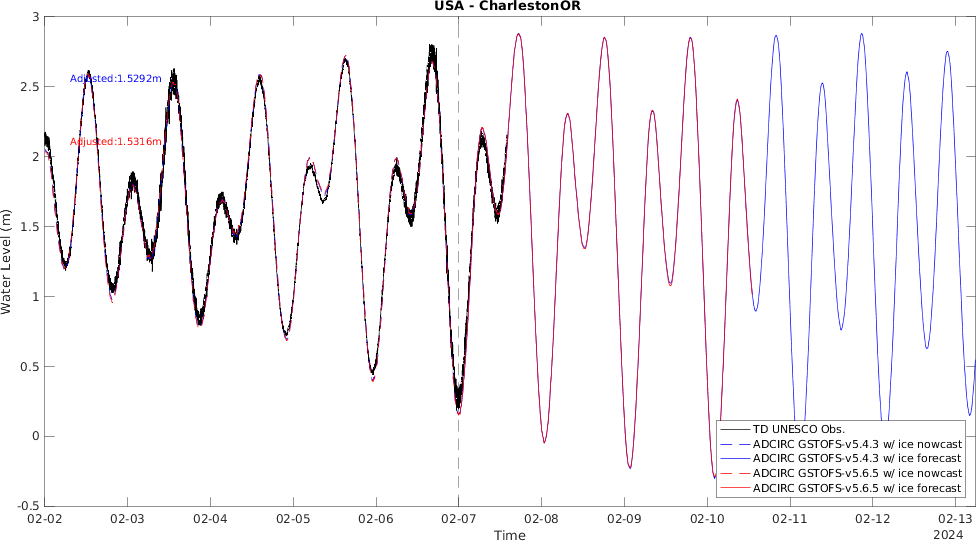 USA - CharlestonOR
3
2.5
2
1.5
1
0.5
0
-0.5
Water Level (m)
Adjusted:1.5292m
Adjusted:1.5316m
TD UNESCO Obs.
ADCIRC GSTOFS-v5.4.3 w/ ice nowcast
ADCIRC GSTOFS-v5.4.3 w/ ice forecast
ADCIRC GSTOFS-v5.6.5 w/ ice nowcast
ADCIRC GSTOFS-v5.6.5 w/ ice forecast
02-02 02-03 02-04 02-05 02-06 02-07 02-08 02-09 02-10 02-11 02-12 02-13
Time
2024